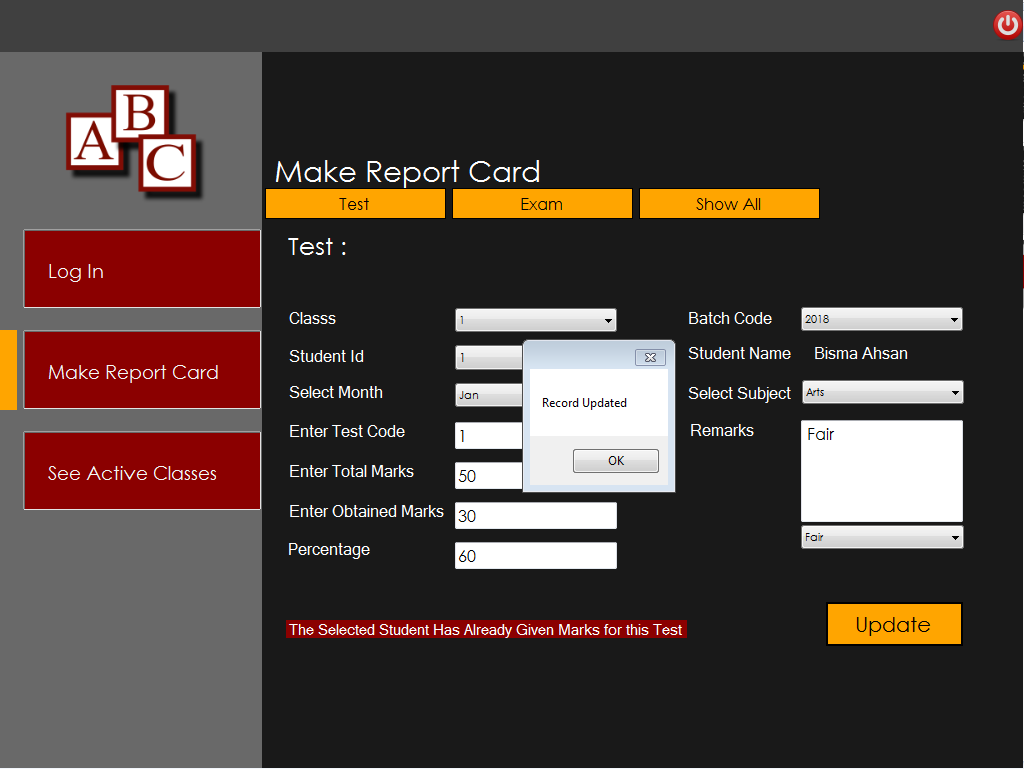 A B C
Make Report Card
Test Exam Show All
Test :
Log In
Make Report Card
See Active Classes
Classs 1 Batch Code 2018
Student Id 1 Student Name Bisma Ahsan
Select Month Jan Select Subject Arts
Record Updated
OK
Enter Test Code 1 Remarks Fair
Enter Total Marks 50
Enter Obtained Marks 30
Percentage 60 Fair
The Selected Student Has Already Given Marks for this Test
Update